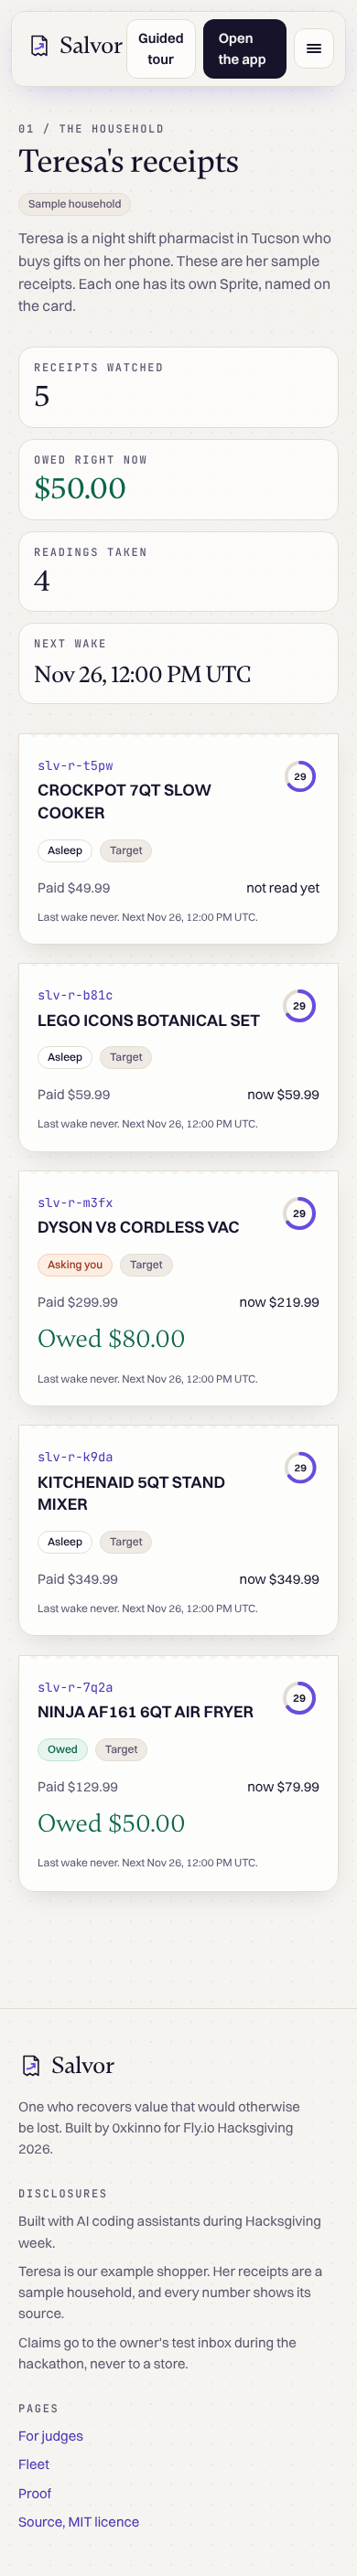 Salvor
Guided
tour
Open
the app
01 / THE HOUSEHOLD
Teresa's receipts
Sample household
Teresa is a night shift pharmacist in Tucson who
buys gifts on her phone. These are her sample
receipts. Each one has its own Sprite, named on
the card.
RECEIPTS WATCHED
5
OWED RIGHT NOW
$50.00
READINGS TAKEN
4
NEXT WAKE
Nov 26, 12:00 PM UTC
slv-r-t5pw
29
CROCKPOT 7QT SLOW
COOKER
Asleep Target
Paid $49.99 not read yet
Last wake never. Next Nov 26, 12:00 PM UTC.
slv-r-b81c
29
LEGO ICONS BOTANICAL SET
Asleep Target
Paid $59.99 now $59.99
Last wake never. Next Nov 26, 12:00 PM UTC.
slv-r-m3fx
29
DYSON V8 CORDLESS VAC
Asking you Target
Paid $299.99 now $219.99
Owed $80.00
Last wake never. Next Nov 26, 12:00 PM UTC.
slv-r-k9da
29
KITCHENAID 5QT STAND
MIXER
Asleep Target
Paid $349.99 now $349.99
Last wake never. Next Nov 26, 12:00 PM UTC.
slv-r-7q2a
29
NINJA AF161 6QT AIR FRYER
Owed Target
Paid $129.99 now $79.99
Owed $50.00
Last wake never. Next Nov 26, 12:00 PM UTC.
Salvor
One who recovers value that would otherwise
be lost. Built by 0xkinno for Fly.io Hacksgiving
2026.
DISCLOSURES
Built with AI coding assistants during Hacksgiving
week.
Teresa is our example shopper. Her receipts are a
sample household, and every number shows its
source.
Claims go to the owner's test inbox during the
hackathon, never to a store.
PAGES
For judges
Fleet
Proof
Source, MIT licence